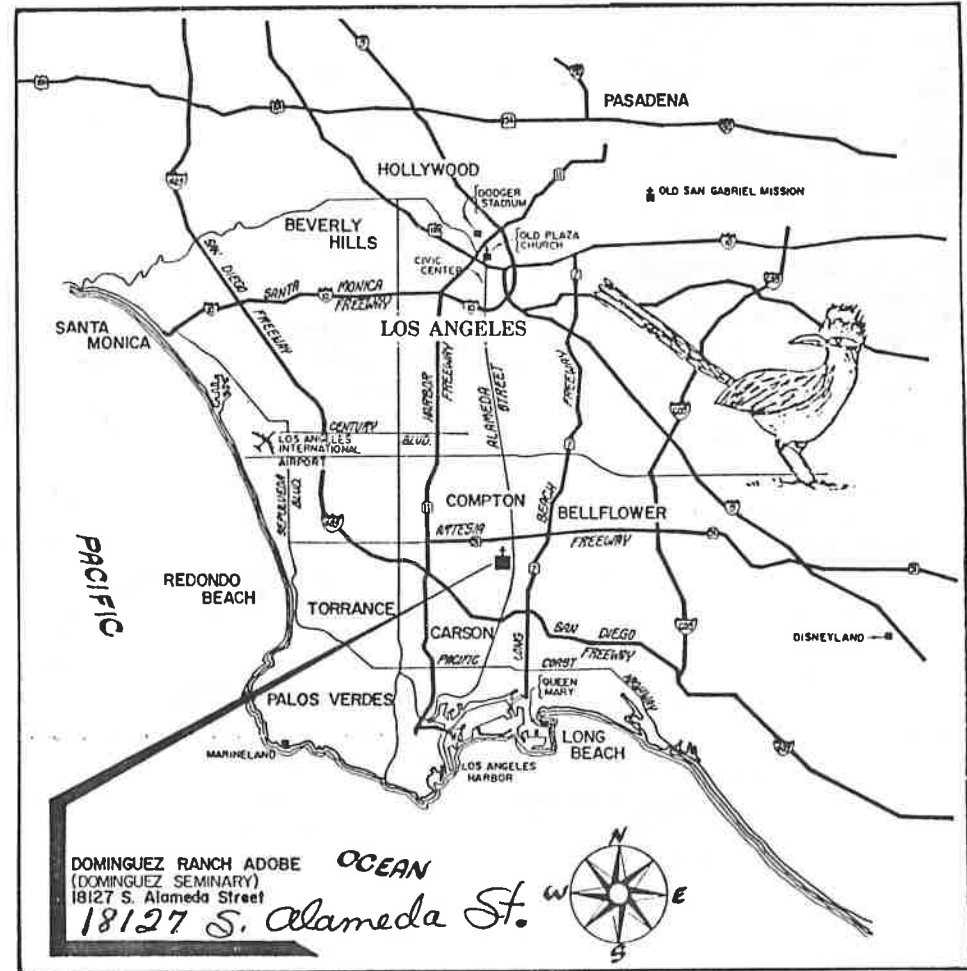 PASADENA
HOLLYWOOD
DODGER
STADIUM
OLD SAN GABRIEL MISSION
BEVERLY
HILLS
OLD PLAZA
CHURCH
CIVIC
CENTER
SAN DIEGO
FREEWAY
SANTA MONICA
FREEWAY
SANTA
MONICA
LOS ANGELES
HARBOR
FREEWAY
ALAMEDA
STREET
FREEWAY
CENTURY
BLVD.
LOS ANGELES
INTERNATIONAL
AIRPORT
SEPULVEDA
BLVD.
COMPTON
BEACH
BELLFLOWER
ARTESIA
FREEWAY
PACIFIC
REDONDO
BEACH
TORRANCE
CARSON
LONG
SAN DIEGO
FREEWAY
DISNEYLAND
PACIFIC COAST
HIGHWAY
QUEEN
MARY
PALOS VERDES
MARINELAND
LONG
BEACH
LOS ANGELES
HARBOR
DOMINGUEZ RANCH ADOBE
(DOMINGUEZ SEMINARY)
18127 S. Alameda Street
18127 S. Alameda St.
OCEAN
N
W
E
S